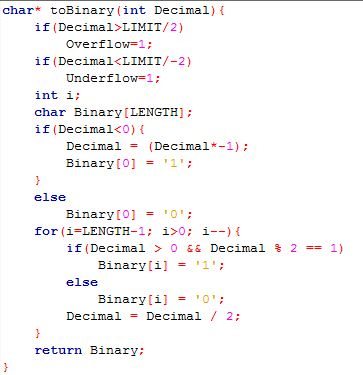 char* toBinary(int Decimal){
    if(Decimal>LIMIT/2)
        Overflow=1;
    if(Decimal<LIMIT/-2)
        Underflow=1;
    int i;
    char Binary[LENGTH];
    if(Decimal<0){
        Decimal = (Decimal*-1);
        Binary[0] = '1';
    }
    else
        Binary[0] = '0';
    for(i=LENGTH-1; i>0; i--){
        if(Decimal > 0 && Decimal % 2 == 1)
            Binary[i] = '1';
        else
            Binary[i] = '0';
        Decimal = Decimal / 2;
    }
    return Binary;
}